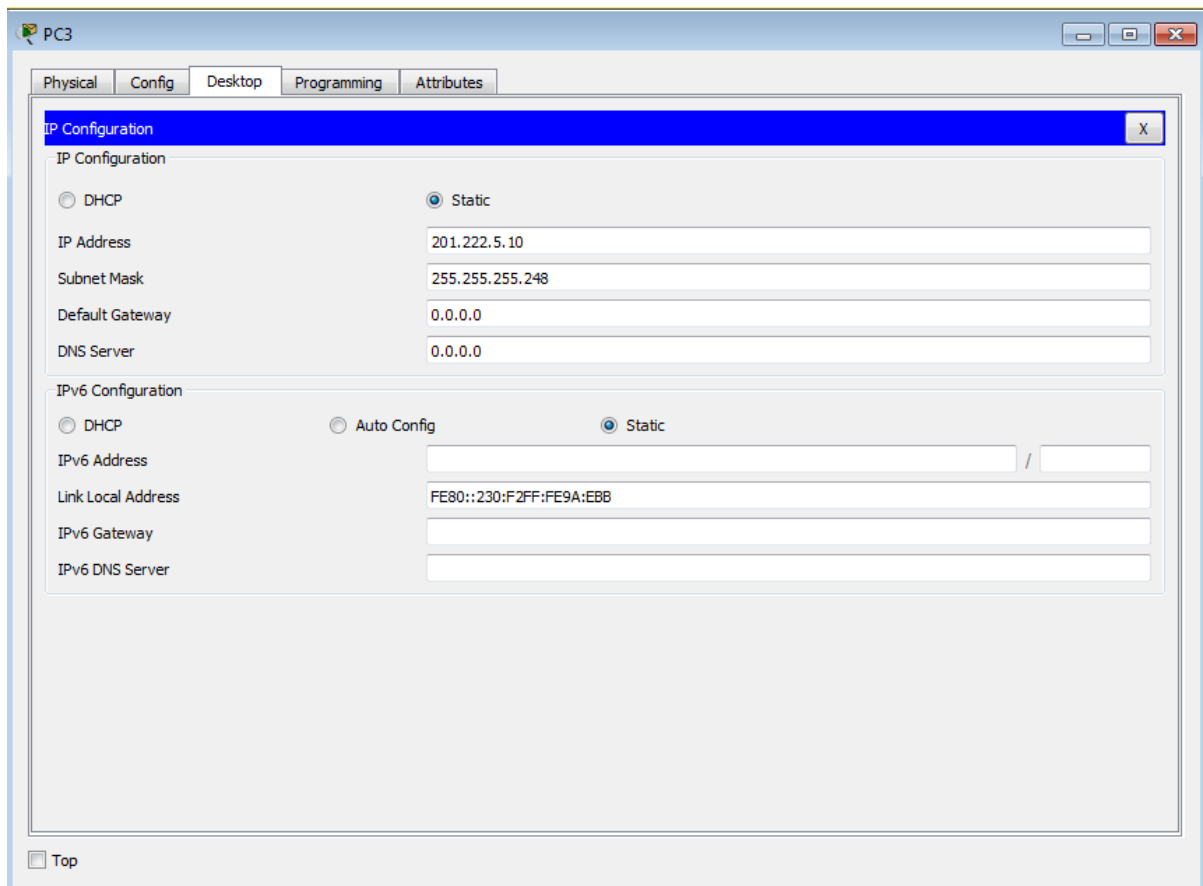 PC3
Physical Config Desktop Programming Attributes
IP Configuration X
IP Configuration
DHCP Static
IP Address 201.222.5.10
Subnet Mask 255.255.255.248
Default Gateway 0.0.0.0
DNS Server 0.0.0.0
IPv6 Configuration
DHCP Auto Config Static
IPv6 Address /
Link Local Address FE80::230:F2FF:FE9A:EBB
IPv6 Gateway
IPv6 DNS Server
Top